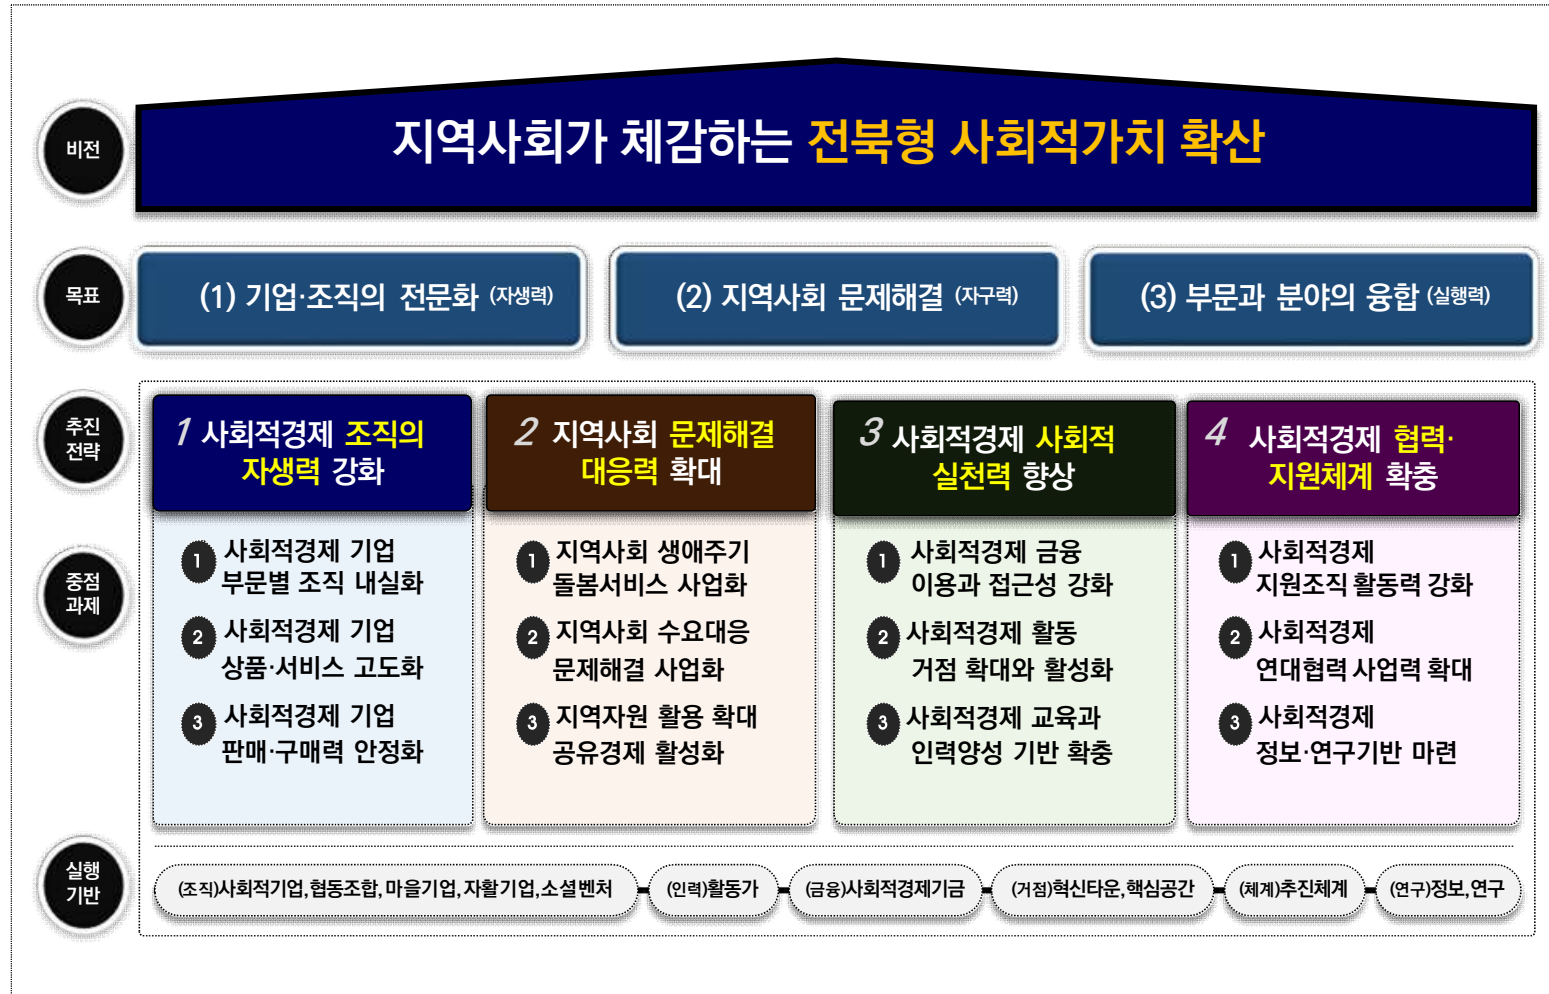 비전
지역사회가 체감하는 전북형 사회적가치 확산
목표
(1) 기업·조직의 전문화 (자생력)
(2) 지역사회 문제해결 (자구력)
(3) 부문과 분야의 융합 (실행력)
추진
전략
1 사회적경제 조직의
자생력 강화
2 지역사회 문제해결
대응력 확대
3 사회적경제 사회적
실천력 향상
4 사회적경제 협력·
지원체계 확충
중점
과제
1 사회적경제 기업
부문별 조직 내실화
2 사회적경제 기업
상품·서비스 고도화
3 사회적경제 기업
판매·구매력 안정화
1 지역사회 생애주기
돌봄서비스 사업화
2 지역사회 수요대응
문제해결 사업화
3 지역자원 활용 확대
공유경제 활성화
1 사회적경제 금융
이용과 접근성 강화
2 사회적경제 활동
거점 확대와 활성화
3 사회적경제 교육과
인력양성 기반 확충
1 사회적경제
지원조직 활동력 강화
2 사회적경제
연대협력 사업력 확대
3 사회적경제
정보·연구기반 마련
실행
기반
(조직)사회적기업,협동조합,마을기업,자활기업,소셜벤처
(인력)활동가
(금융)사회적경제기금
(거점)혁신타운,핵심공간
(체계)추진체계
(연구)정보,연구